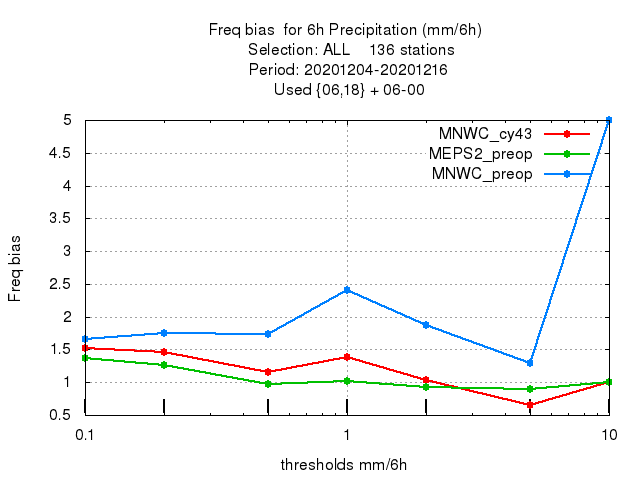 Freq bias  for 6h Precipitation (mm/6h)
Selection: ALL    136 stations
Period: 20201204-20201216
Used {06,18} + 06-00
MNWC_cy43
MEPS2_preop
MNWC_preop
5
4.5
4
3.5
3
2.5
2
1.5
1
0.5
Freq bias
0.1 1 10
thresholds mm/6h